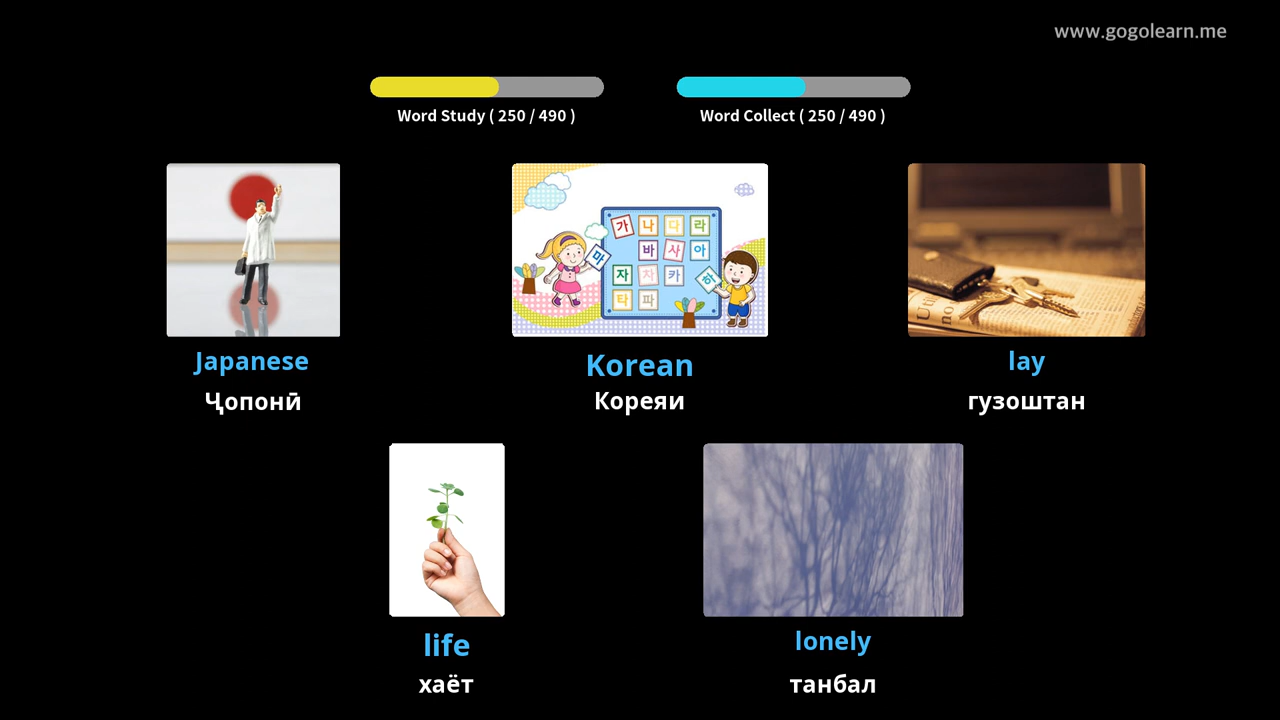 www.gogolearn.me
Word Study ( 250 / 490 )
Word Collect ( 250 / 490 )
가 나 다 라
마 바 사 아
자 차 카 하
타 파
Japanese
Korean
lay
Ҷопонӣ
Кореяи
гузоштан
life
lonely
хаёт
танбал